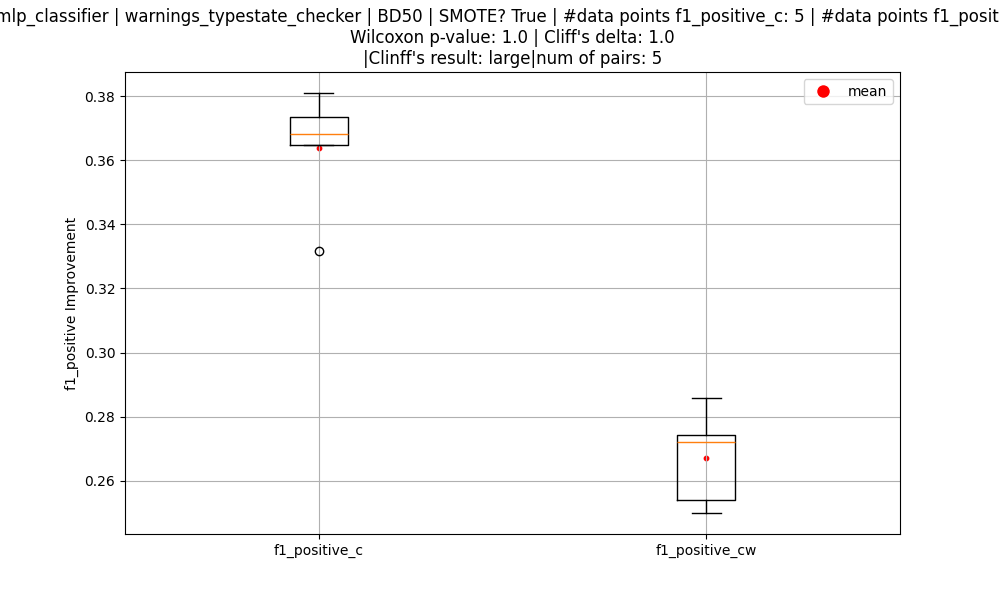 mlp_classifier | warnings_typestate_checker | BD50 | SMOTE? True | #data points f1_positive_c: 5 | #data points f1_posit
Wilcoxon p-value: 1.0 | Cliff's delta: 1.0
|Clinff's result: large|num of pairs: 5
mean
0.38
0.36
0.34
0.32
0.30
0.28
0.26
f1_positive Improvement
f1_positive_c
f1_positive_cw